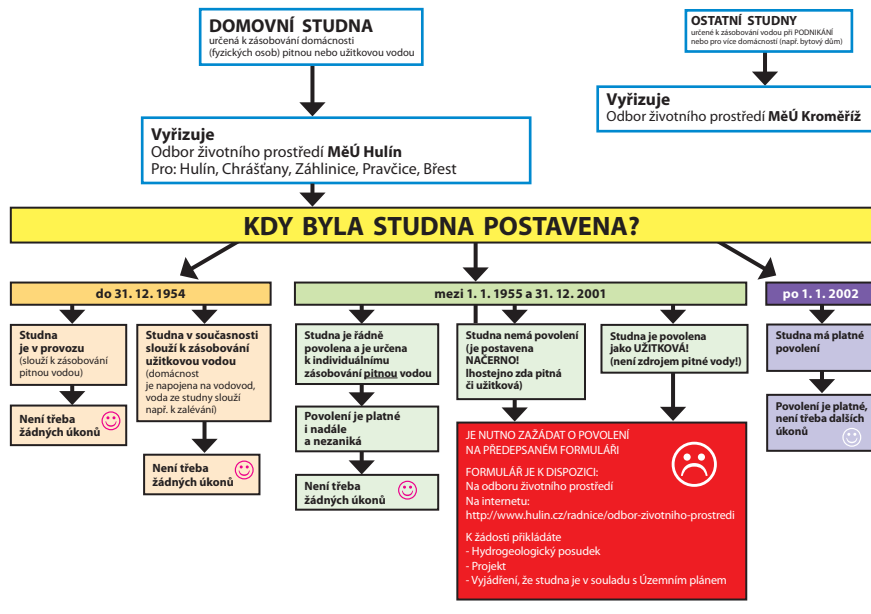 DOMOVNÍ STUDNA
určená k zásobování domácnosti
(fyzických osob) pitnou nebo užitkovou vodou
OSTATNÍ STUDNY
určené k zásobování vodou při PODNIKÁNÍ
nebo pro více domácností (např. bytový dům)
Vyřizuje
Odbor životního prostředí MěÚ Hulín
Pro: Hulín, Chrášťany, Záhlinice, Pravčice, Břest
Vyřizuje
Odbor životního prostředí MěÚ Kroměříž
KDY BYLA STUDNA POSTAVENA?
do 31. 12. 1954
Studna
je v provozu
(slouží k zásobování
pitnou vodou)
Není třeba
žádných úkonů
Studna v současnosti
slouží k zásobování
užitkovou vodou
(domácnost
je napojena na vodovod,
voda ze studny slouží
např. k zalévání)
Není třeba
žádných úkonů
mezi 1. 1. 1955 a 31. 12. 2001
Studna je řádně
povolena a je určena
k individuálnímu
zásobování pitnou vodou
Povolení je platné
i nadále
a nezaniká
Není třeba
žádných úkonů
Studna nemá povolení
(je postavena
NAČERNO!
lhostejno zda pitná
či užitková)
Studna je povolena
jako UŽITKOVÁ!
(není zdrojem pitné vody!)
JE NUTNO ZAŽÁDAT O POVOLENÍ
NA PŘEDEPSANÉM FORMULÁŘI
FORMULÁŘ JE K DISPOZICI:
Na odboru životního prostředí
Na internetu:
http://www.hulin.cz/radnice/odbor-zivotniho-prostredi
K žádosti přikládáte
- Hydrogeologický posudek
- Projekt
- Vyjádření, že studna je v souladu s Územním plánem
po 1. 1. 2002
Studna má platné
povolení
Povolení je platné,
není třeba dalších
úkonů